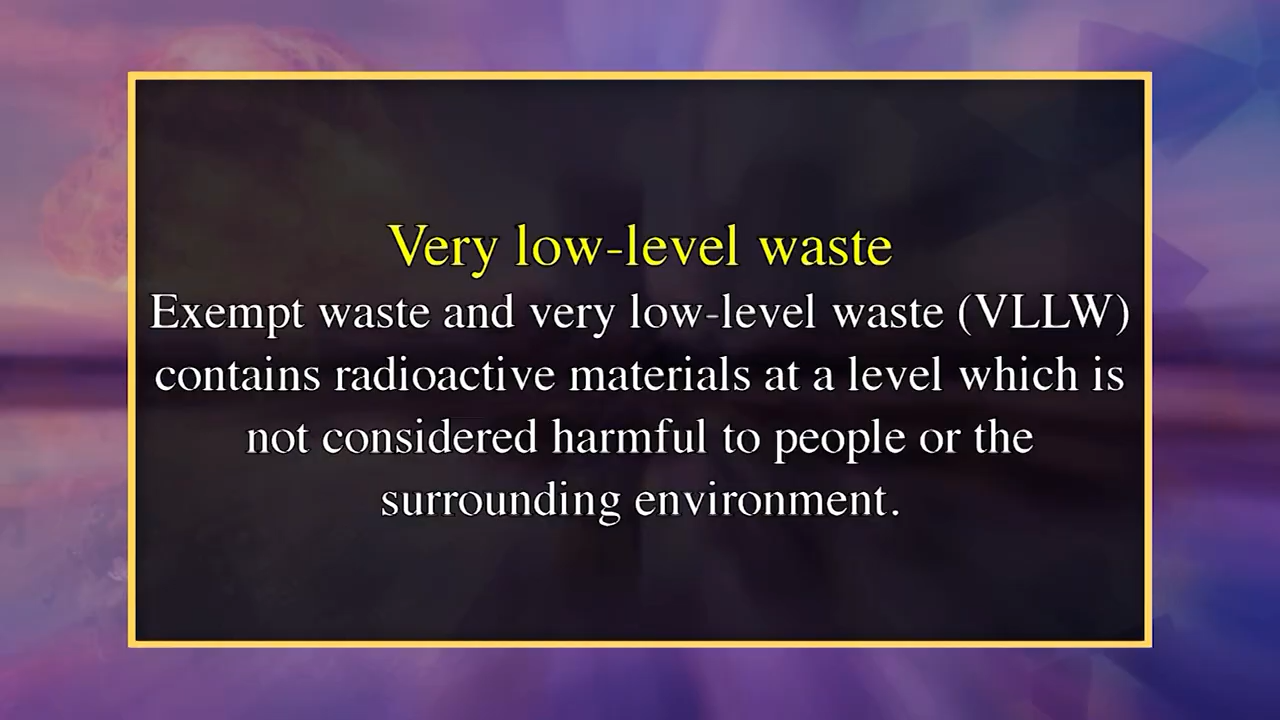 Very low-level waste
Exempt waste and very low-level waste (VLLW)
contains radioactive materials at a level which is
not considered harmful to people or the
surrounding environment.